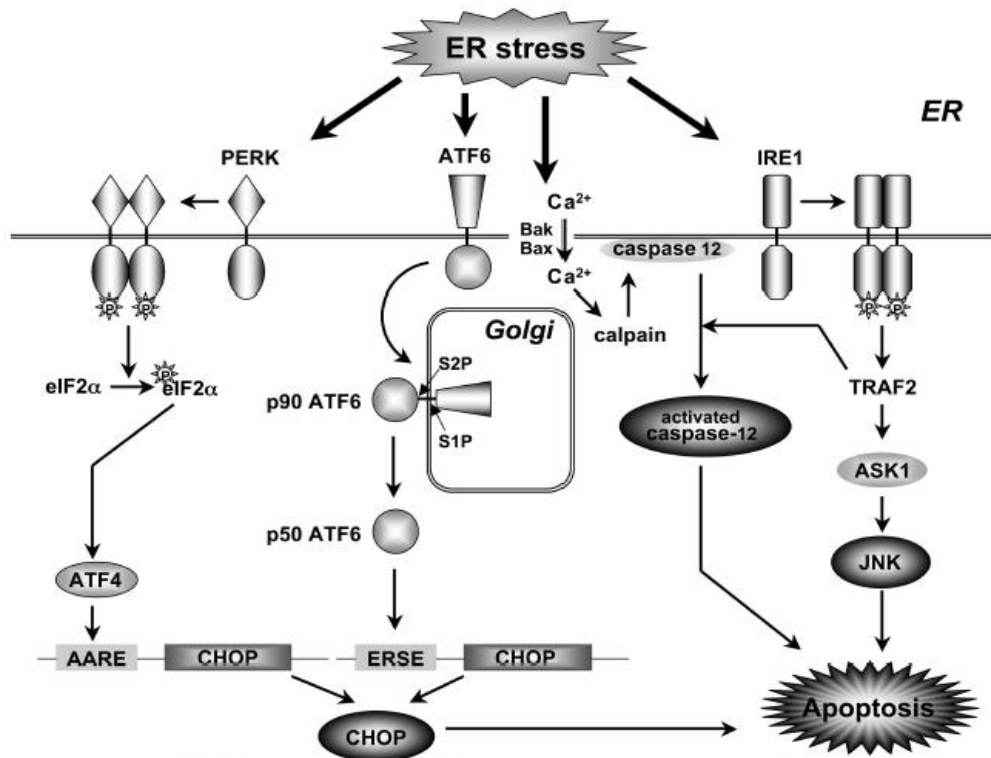 ER stress
ER
PERK
ATF6
IRE1
Ca2+
Bak
Bax
Ca2+
caspase 12
calpain
P P
P P
Golgi
S2P
S1P
eIF2α
P
eIF2α
p90 ATF6
TRAF2
activated
caspase-12
ASK1
p50 ATF6
JNK
ATF4
AARE
CHOP
ERSE
CHOP
CHOP
Apoptosis